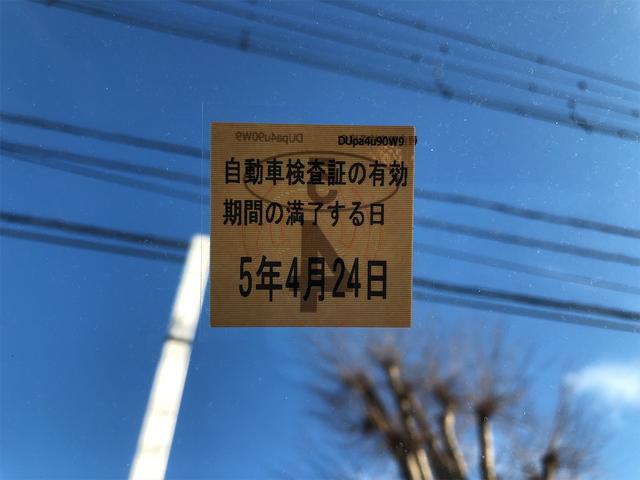 DUpa4u90W9
自動車検査証の有効
期間の満了する日
5年4月24日